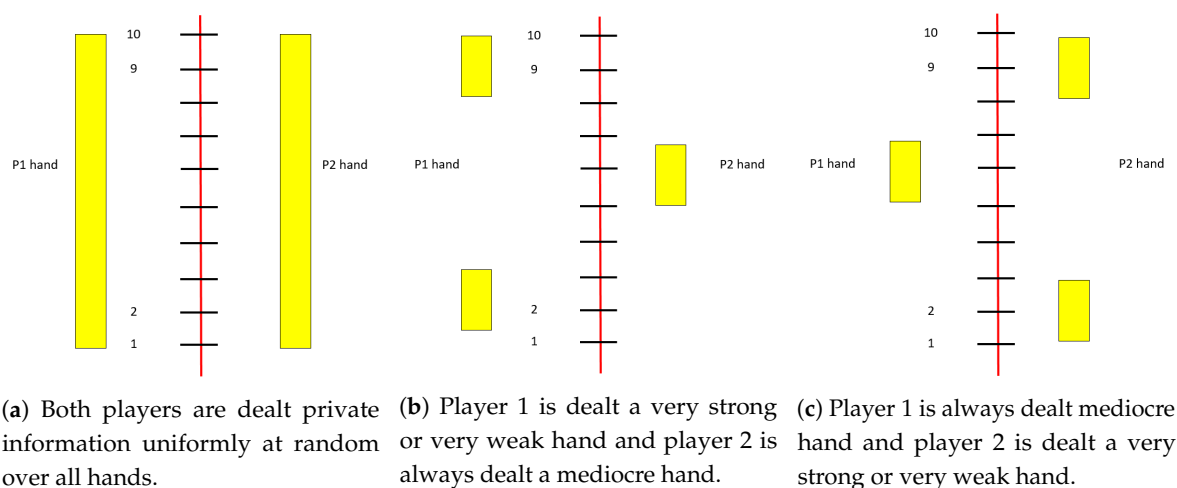 10
9
P1 hand
P2 hand
2
1
10
9
P1 hand
P2 hand
2
1
10
9
P1 hand
P2 hand
2
1
(a) Both players are dealt private
information uniformly at random
over all hands.
(b) Player 1 is dealt a very strong
or very weak hand and player 2 is
always dealt a mediocre hand.
(c) Player 1 is always dealt mediocre
hand and player 2 is dealt a very
strong or very weak hand.